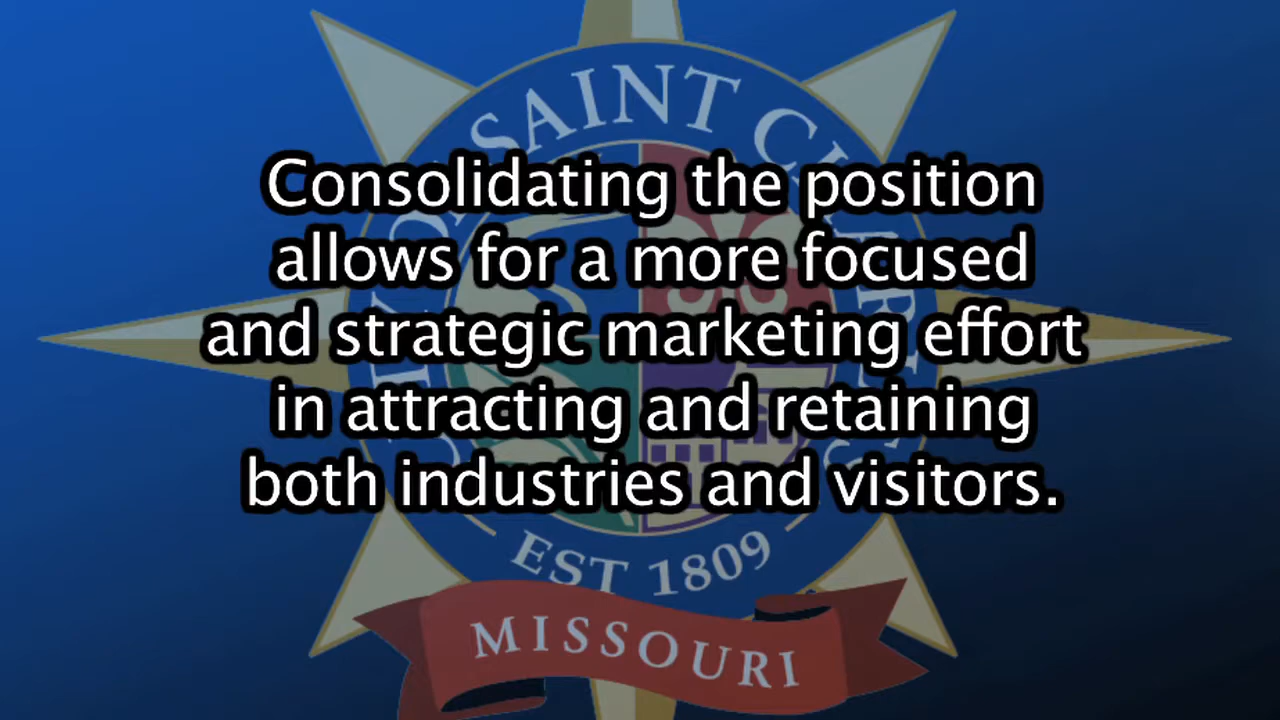 Consolidating the position
allows for a more focused
and strategic marketing effort
in attracting and retaining
both industries and visitors.
SAINT
EST 1809
MISSOURI